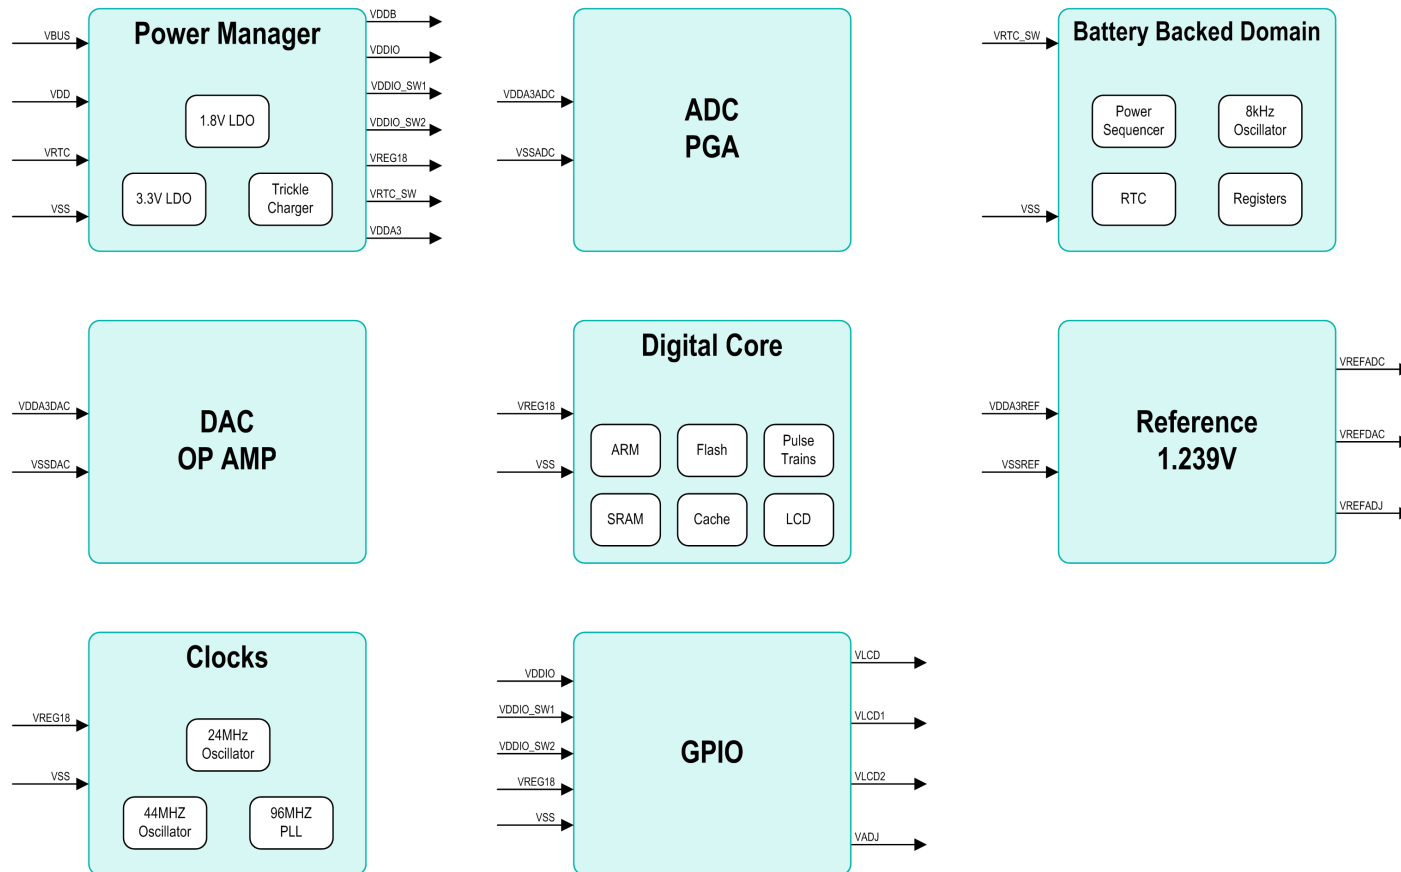 Power Manager
VBUS
VDD
VRTC
VSS
1.8V LDO
3.3V LDO
Trickle
Charger
VDDB
VDDIO
VDDIO_SW1
VDDIO_SW2
VREG18
VRTC_SW
VDDA3
VDDA3ADC
VSSADC
ADC
PGA
Battery Backed Domain
VRTC_SW
VSS
Power
Sequencer
8kHz
Oscillator
RTC
Registers
VDDA3DAC
VSSDAC
DAC
OP AMP
Digital Core
VREG18
VSS
ARM
Flash
Pulse
Trains
SRAM
Cache
LCD
VDDA3REF
VSSREF
Reference
1.239V
VREFADC
VREFDAC
VREFADJ
Clocks
VREG18
VSS
24MHz
Oscillator
44MHZ
Oscillator
96MHZ
PLL
VDDIO
VDDIO_SW1
VDDIO_SW2
VREG18
VSS
GPIO
VLCD
VLCD1
VLCD2
VADJ